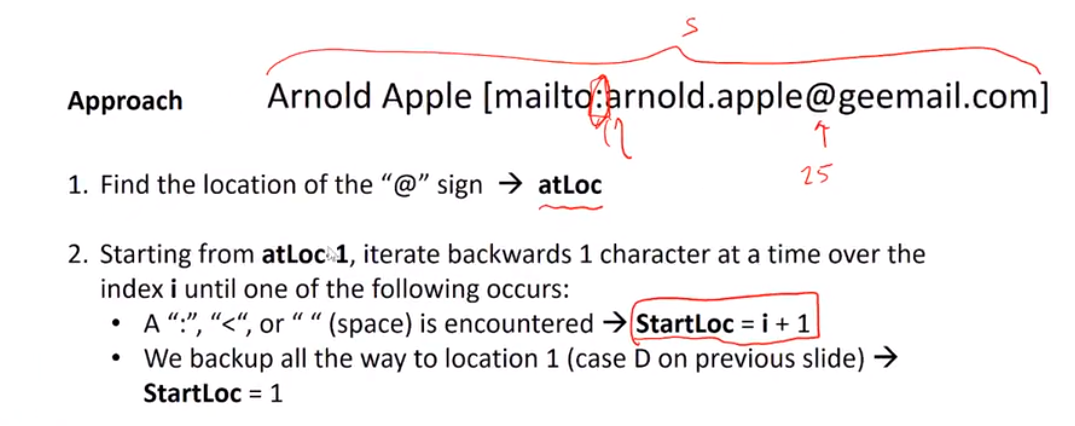 S
Approach Arnold Apple [mailto:arnold.apple@geemail.com]
25
1. Find the location of the “@” sign → atLoc
2. Starting from atLoc-1, iterate backwards 1 character at a time over the
index i until one of the following occurs:
• A “:”, “<“, or “ “ (space) is encountered → StartLoc = i + 1
• We backup all the way to location 1 (case D on previous slide) →
StartLoc = 1